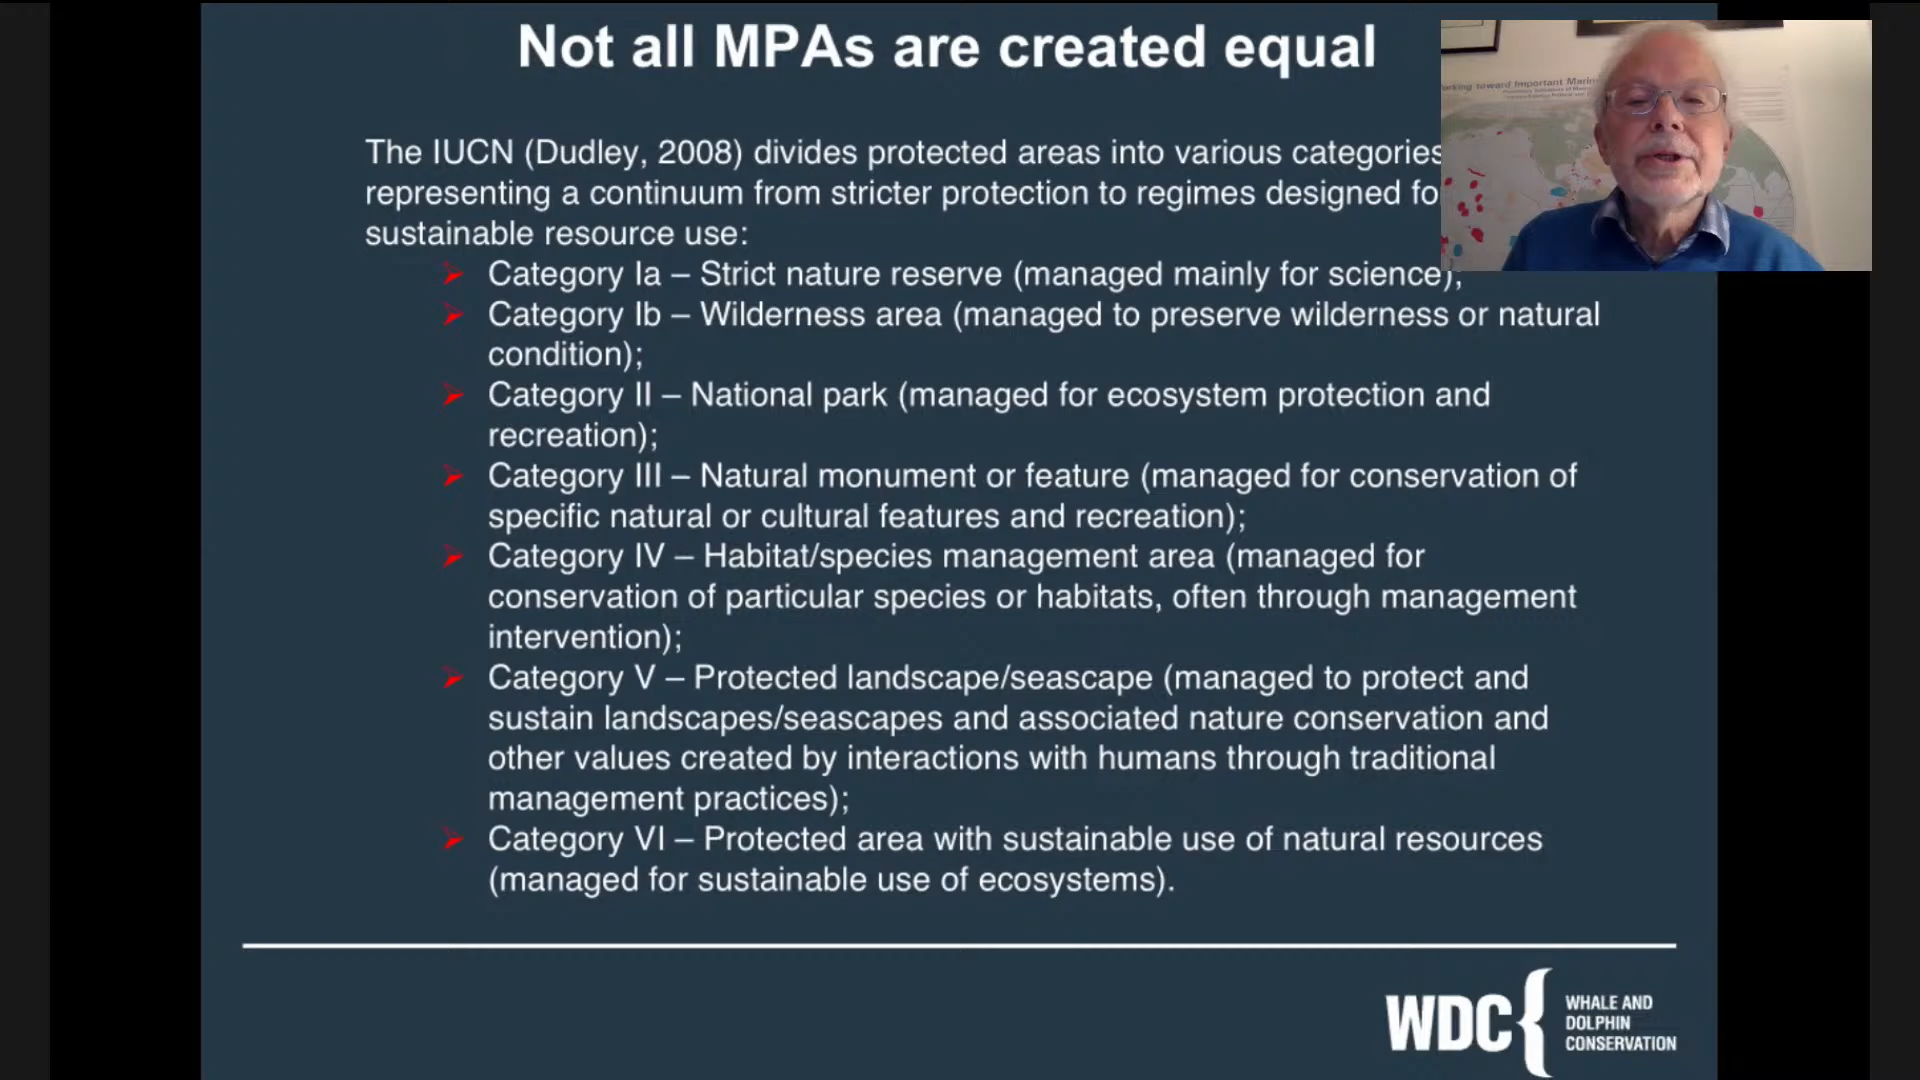 Not all MPAs are created equal
The IUCN (Dudley, 2008) divides protected areas into various categories
representing a continuum from stricter protection to regimes designed fo
sustainable resource use:
Category Ia – Strict nature reserve (managed mainly for science);
Category Ib – Wilderness area (managed to preserve wilderness or natural
condition);
Category II – National park (managed for ecosystem protection and
recreation);
Category III – Natural monument or feature (managed for conservation of
specific natural or cultural features and recreation);
Category IV – Habitat/species management area (managed for
conservation of particular species or habitats, often through management
intervention);
Category V – Protected landscape/seascape (managed to protect and
sustain landscapes/seascapes and associated nature conservation and
other values created by interactions with humans through traditional
management practices);
Category VI – Protected area with sustainable use of natural resources
(managed for sustainable use of ecosystems).
orking toward Important Marin
WDC
WHALE AND
DOLPHIN
CONSERVATION